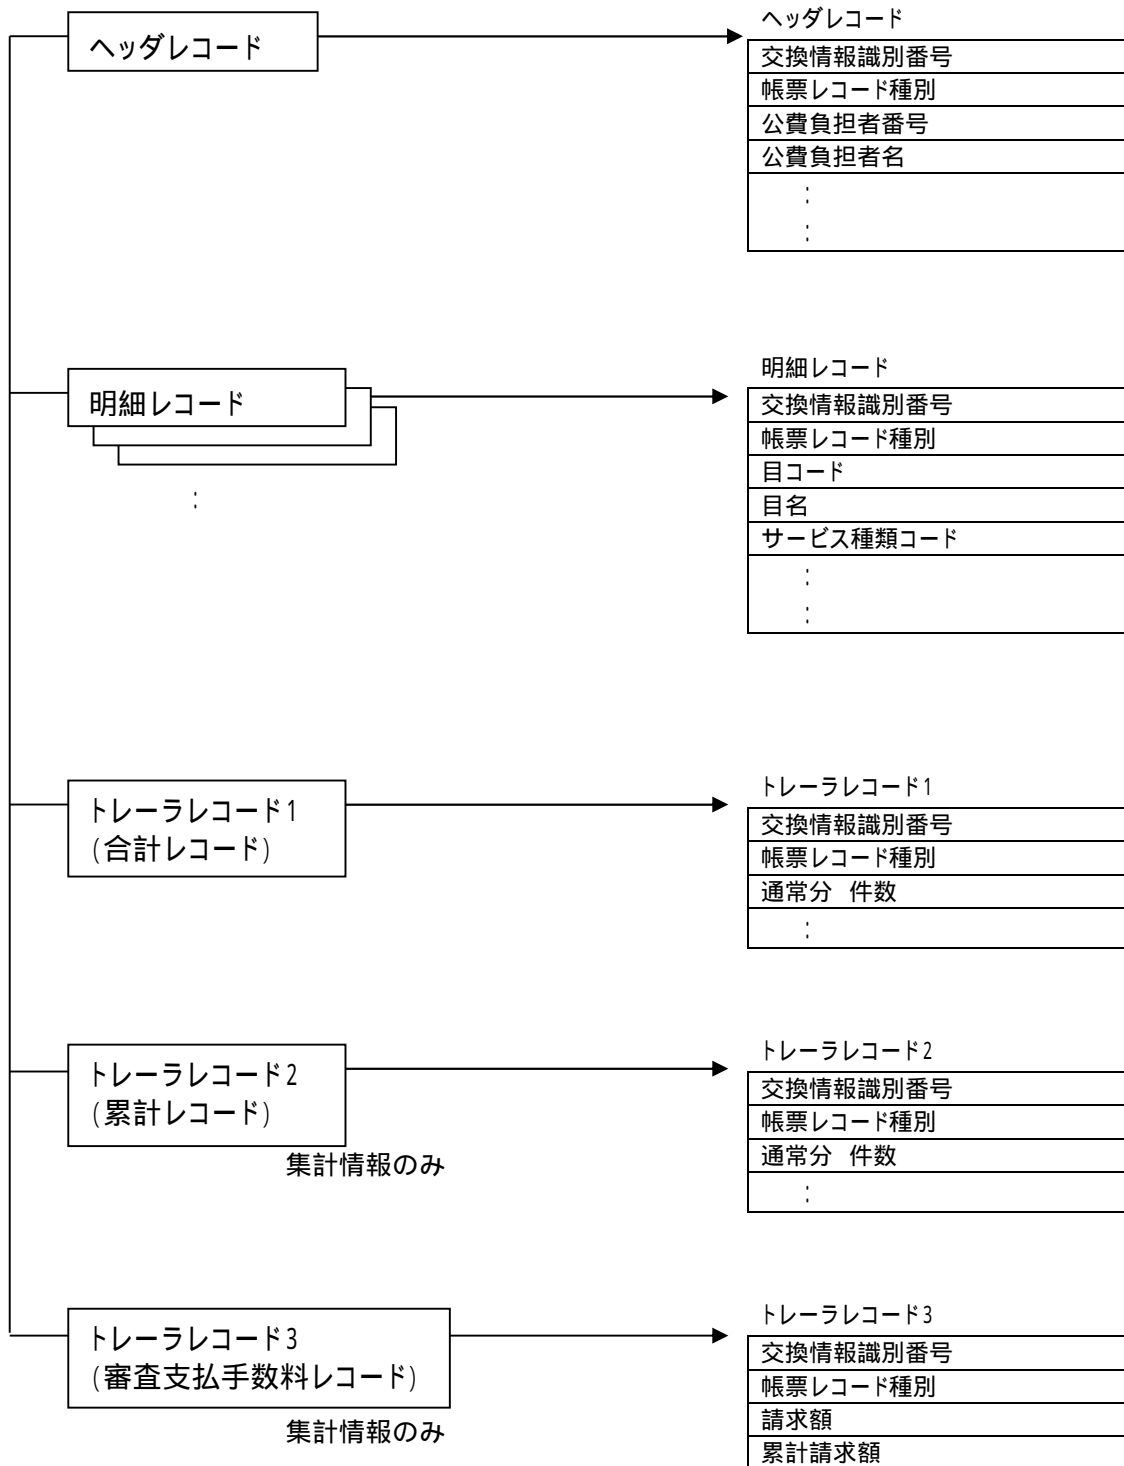 ヘッダレコード
ヘッダレコード
交換情報識別番号
帳票レコード種別
公費負担者番号
公費負担者名
:
:
明細レコード
:
明細レコード
交換情報識別番号
帳票レコード種別
目コード
目名
サービス種類コード
:
:
トレーラレコード1
(合計レコード)
トレーラレコード1
交換情報識別番号
帳票レコード種別
通常分 件数
:
トレーラレコード2
(累計レコード)
集計情報のみ
トレーラレコード2
交換情報識別番号
帳票レコード種別
通常分 件数
:
トレーラレコード3
(審査支払手数料レコード)
集計情報のみ
トレーラレコード3
交換情報識別番号
帳票レコード種別
請求額
累計請求額